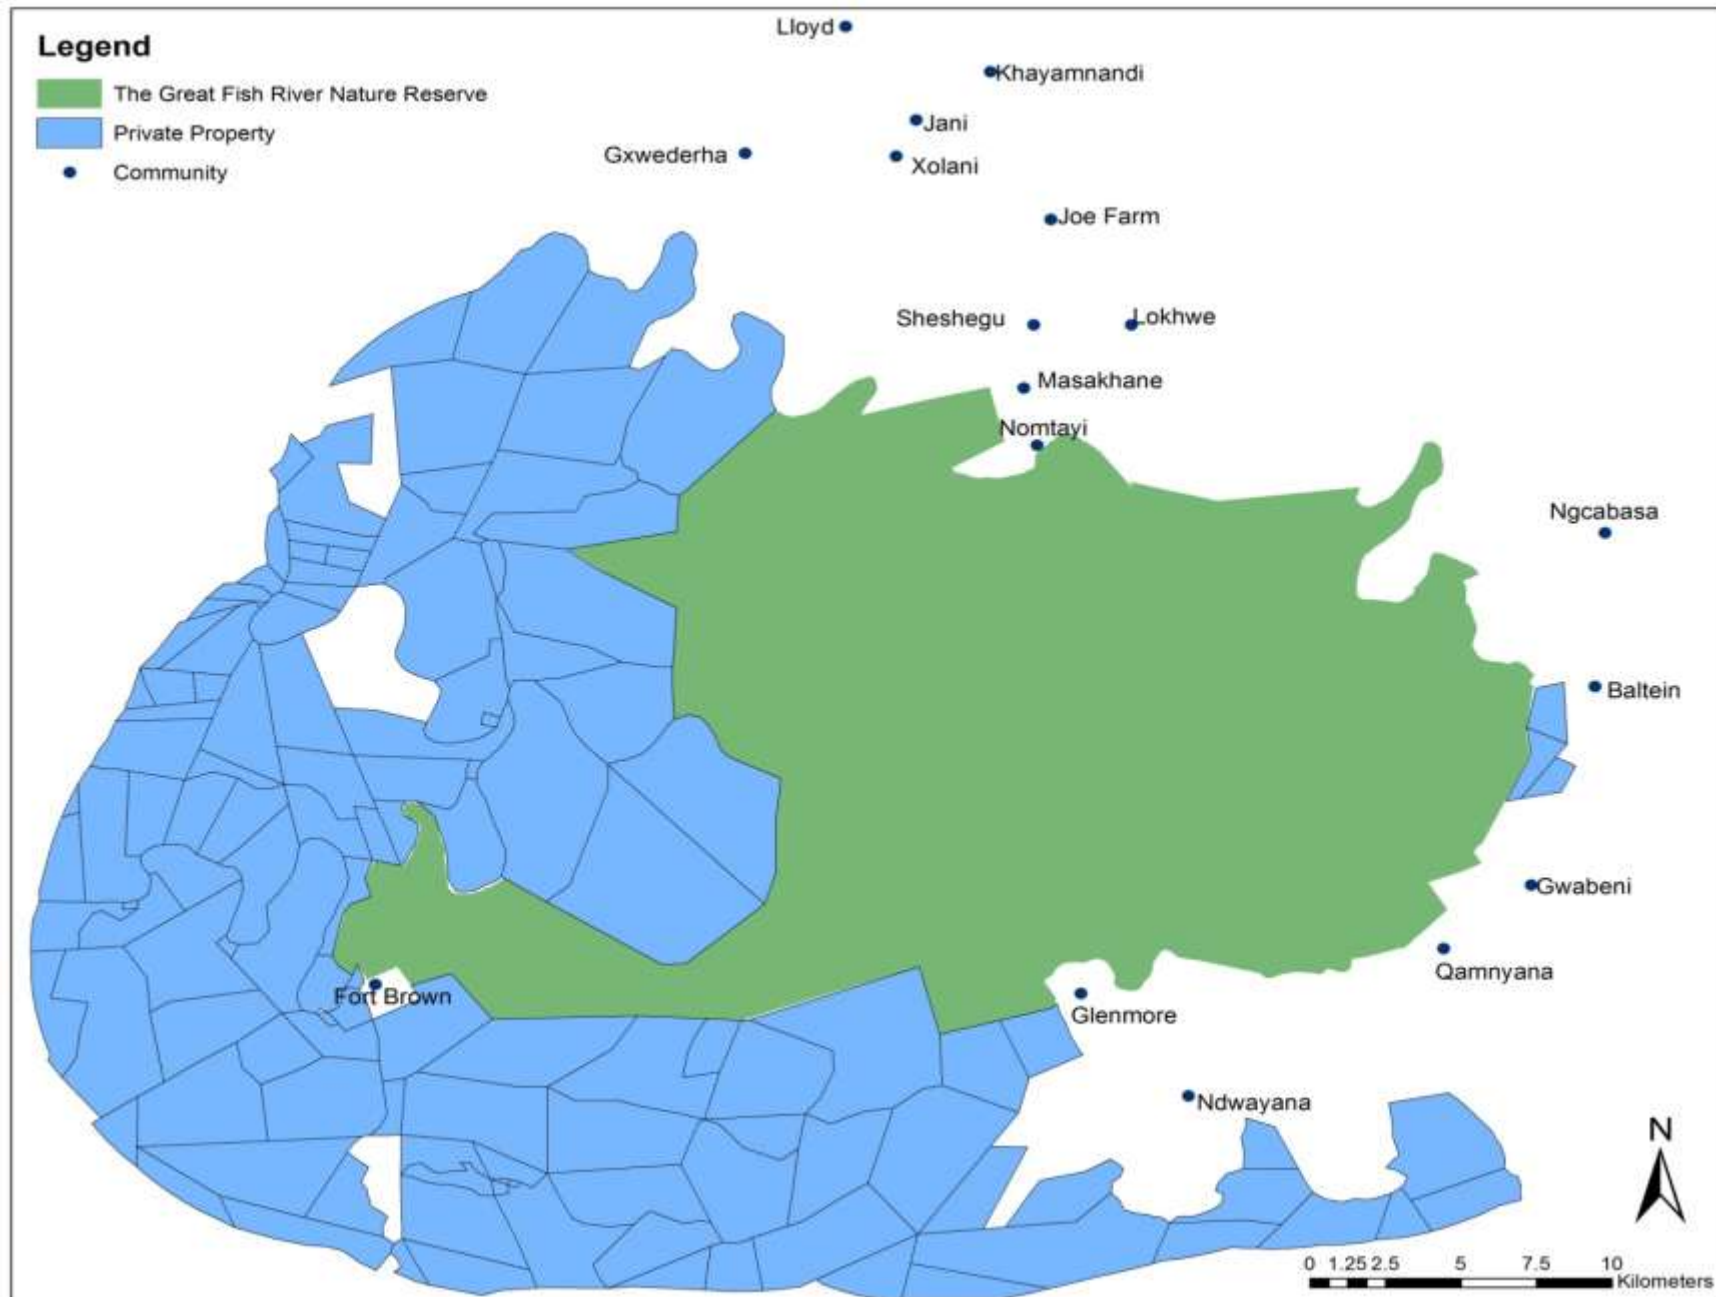 Legend
The Great Fish River Nature Reserve
Private Property
Community
Lloyd
Khayamnandi
Jani
Gxwederha
Xolani
Joe Farm
Sheshegu
Lokhwe
Masakhane
Nomtayi
Ngcabasa
Baltein
Gwabeni
Qamnyana
Fort Brown
Glenmore
Ndwayana
N
0 1.25 2.5 5 7.5 10
Kilometers